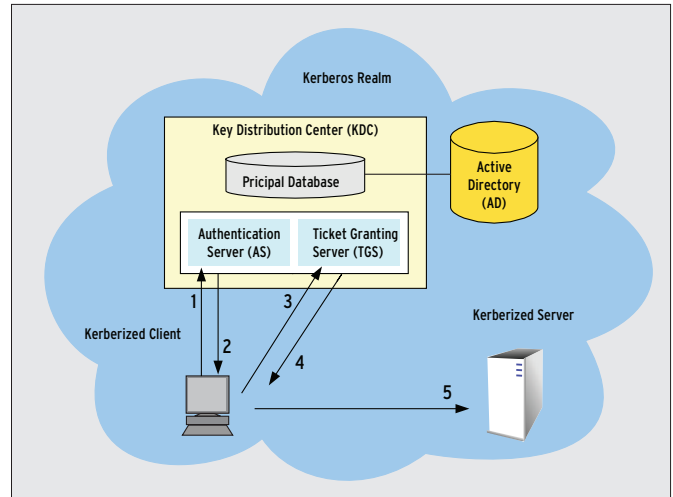 Kerberos Realm
Key Distribution Center (KDC)
Pricipal Database
Active
Directory
(AD)
Authentication
Server (AS)
Ticket Granting
Server (TGS)
1
2
3
4
Kerberized Client
Kerberized Server
5